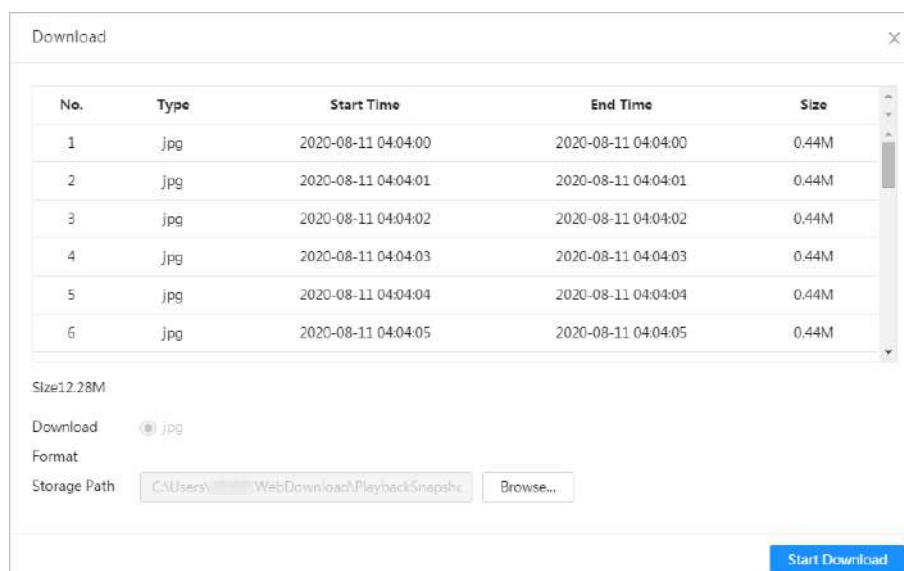 Download
No. Type Start Time End Time Size
1 jpg 2020-08-11 04:04:00 2020-08-11 04:04:00 0.44M
2 jpg 2020-08-11 04:04:01 2020-08-11 04:04:01 0.44M
3 jpg 2020-08-11 04:04:02 2020-08-11 04:04:02 0.44M
4 jpg 2020-08-11 04:04:03 2020-08-11 04:04:03 0.44M
5 jpg 2020-08-11 04:04:04 2020-08-11 04:04:04 0.44M
6 jpg 2020-08-11 04:04:05 2020-08-11 04:04:05 0.44M
Size12.28M
Download jpg
Format
Storage Path C:\Users\ WebDownload\PlaybackSnapsho Browse...
Start Download